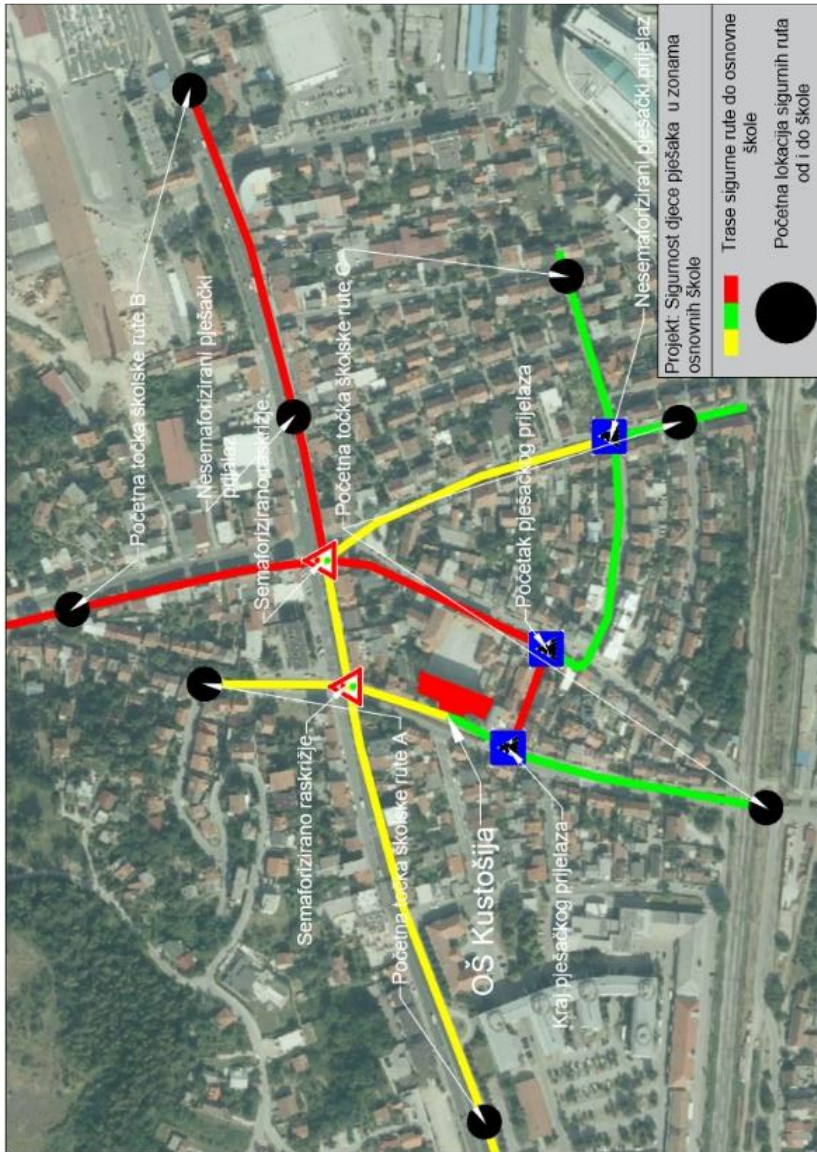 Početna točka školske rute B
Nesemaforizirani pješački
prijelaz
Semaforizirano raskrižje
Početna točka školske rute C
Semaforizirano raskrižje
Početna točka školske rute A
Početak pješačkog prijelaza
OŠ Kustošija
Kraj pješačkog prijelaza
Nesemaforizirani pješački prijelaz
Projekt: Sigurnost djece pješaka u zonama
osnovnih škole
Trase sigurne rute do osnovne
škole
Početna lokacija sigurnih ruta
od i do škole